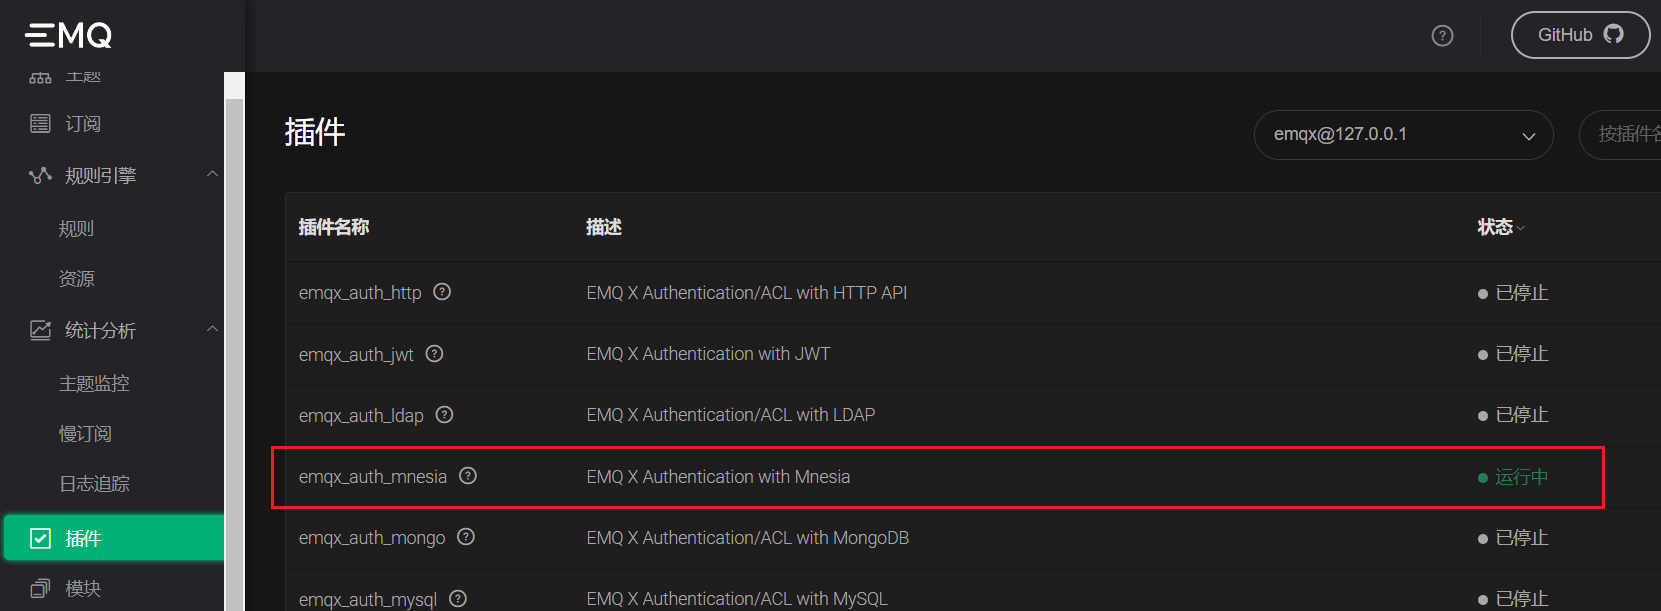 EMQ
GitHub
主题
订阅
规则引擎
规则
资源
统计分析
主题监控
慢订阅
日志追踪
插件
模块
插件
emqx@127.0.0.1
按插件名
插件名称 描述 状态
emqx_auth_http EMQ X Authentication/ACL with HTTP API 已停止
emqx_auth_jwt EMQ X Authentication with JWT 已停止
emqx_auth_ldap EMQ X Authentication/ACL with LDAP 已停止
emqx_auth_mnesia EMQ X Authentication with Mnesia 运行中
emqx_auth_mongo EMQ X Authentication/ACL with MongoDB 已停止
emqx_auth_mysql EMQ X Authentication/ACL with MySQL 已停止